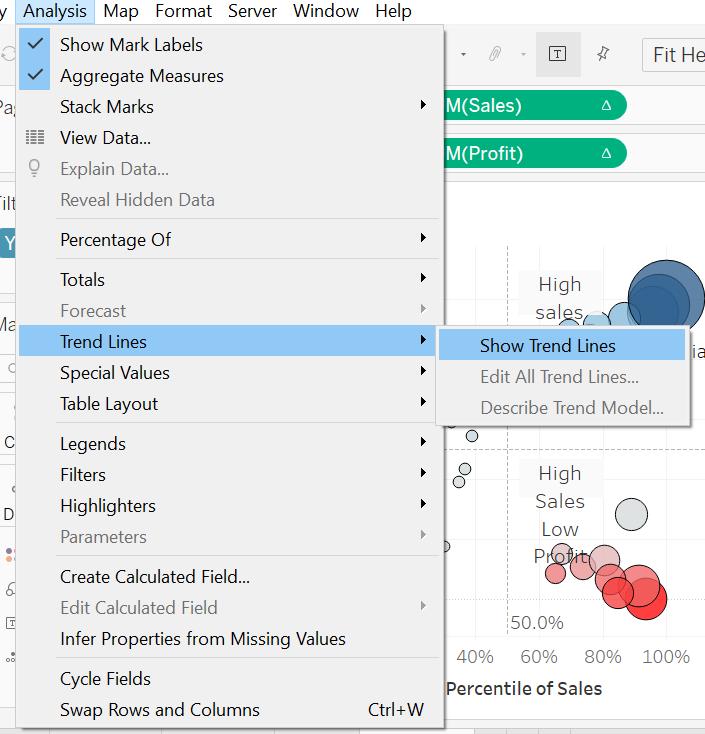 Analysis Map Format Server Window Help
Show Mark Labels
Aggregate Measures
Stack Marks
View Data...
Explain Data...
Reveal Hidden Data
Percentage Of
Totals
Forecast
Trend Lines
Special Values
Table Layout
Legends
Filters
Highlighters
Parameters
Create Calculated Field...
Edit Calculated Field
Infer Properties from Missing Values
Cycle Fields
Swap Rows and Columns Ctrl+W
Show Trend Lines
Edit All Trend Lines...
Describe Trend Model...
Fit He
M(Sales) Δ
M(Profit) Δ
High
sales
High
Sales
Low
Profit
50.0%
40% 60% 80% 100%
Percentile of Sales